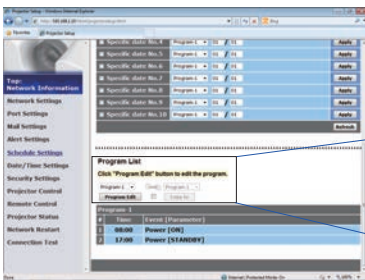 Projector Setup - Windows Internet Explorer
Favorites Projector Setup
Top:
Network Information
Network Settings
Port Settings
Mail Settings
Alert Settings
Schedule Settings
Date/Time Settings
Security Settings
Projector Control
Remote Control
Projector Status
Network Restart
Connection Test
Specific date No.4 Program-1 01 / 01 Apply
Specific date No.5 Program-1 01 / 01 Apply
Specific date No.6 Program-1 01 / 01 Apply
Specific date No.7 Program-1 01 / 01 Apply
Specific date No.8 Program-1 01 / 01 Apply
Specific date No.9 Program-1 01 / 01 Apply
Specific date No.10 Program-1 01 / 01 Apply
Refresh
Program List
Click "Program Edit" button to edit the program.
Program-1 Program-1
Program Edit Copy to
Program-1
# Time Event [Parameter]
1 08:00 Power [ON]
2 17:00 Power [STANDBY]
Done Internet | Protected Mode: On